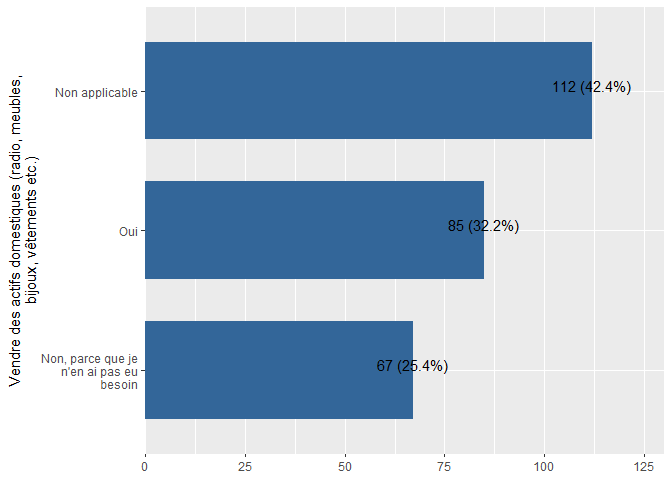 Vendre des actifs domestiques (radio, meubles,
bijoux, vêtements etc.)
Non applicable
112 (42.4%)
Oui
85 (32.2%)
Non, parce que je
n'en ai pas eu
besoin
67 (25.4%)
0 25 50 75 100 125